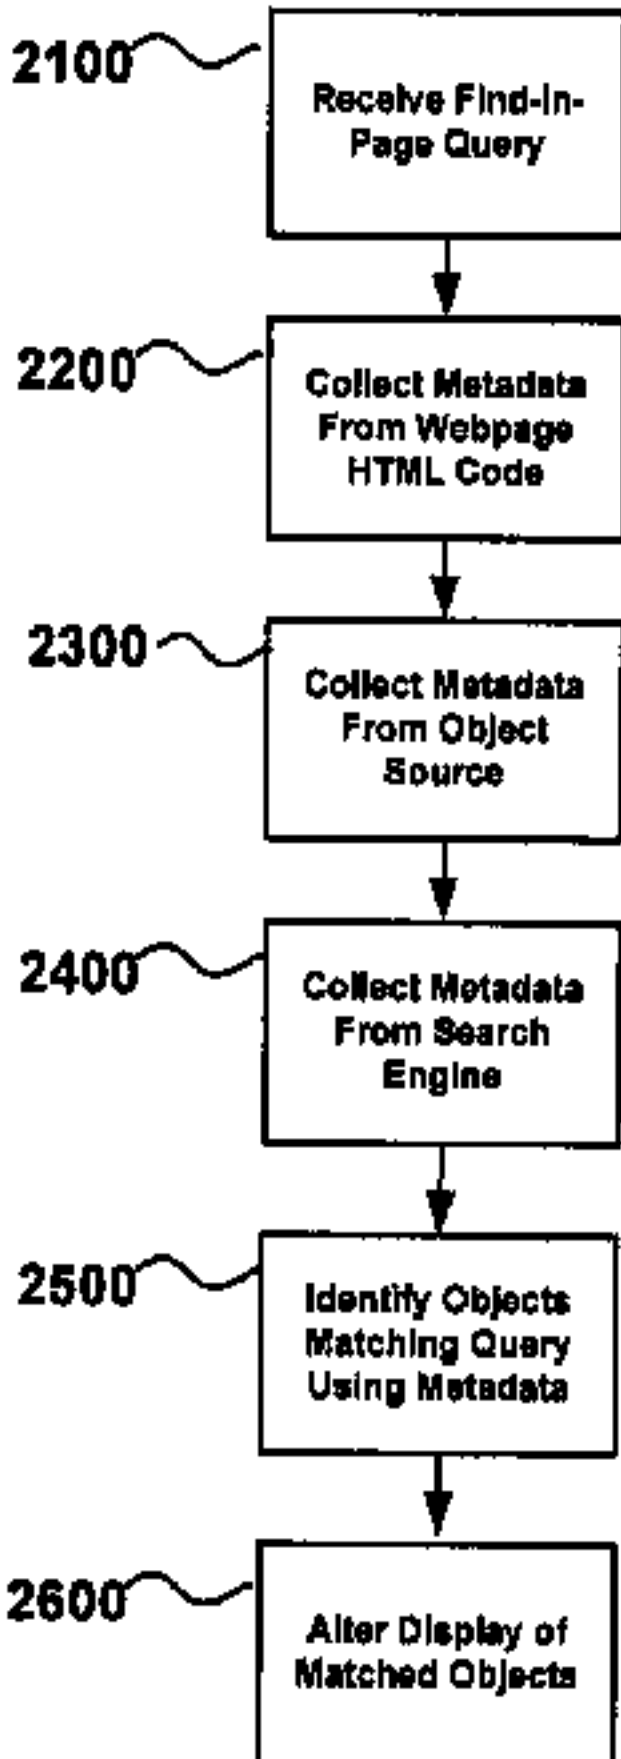 2100
Receive Find-In-
Page Query
2200
Collect Metadata
From Webpage
HTML Code
2300
Collect Metadata
From Object
Source
2400
Collect Metadata
From Search
Engine
2500
Identify Objects
Matching Query
Using Metadata
2600
Alter Display of
Matched Objects